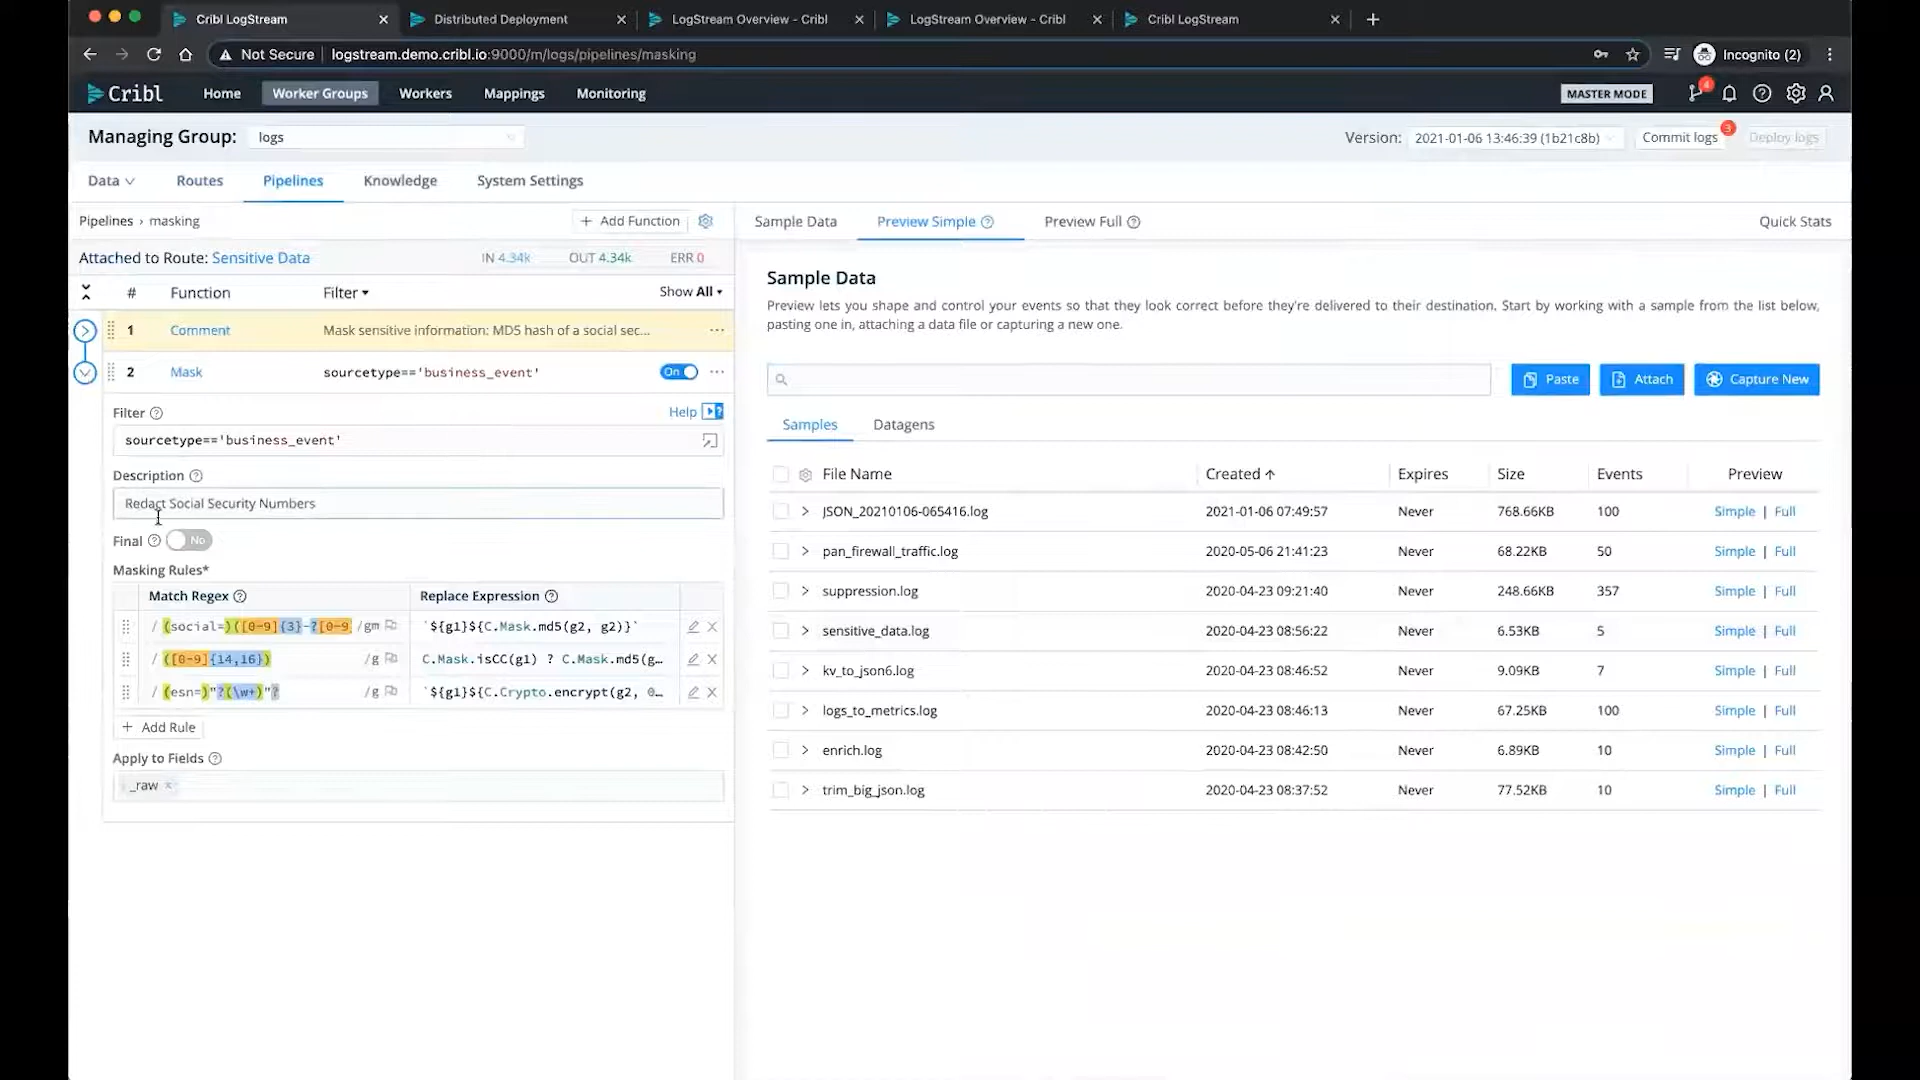 Cribl LogStream
Distributed Deployment
LogStream Overview - Cribl
LogStream Overview - Cribl
Cribl LogStream
Not Secure
logstream.demo.cribl.io:9000/m/logs/pipelines/masking
Incognito (2)
Cribl
Home
Worker Groups
Workers
Mappings
Monitoring
MASTER MODE
4
Managing Group:
logs
Version:
2021-01-06 13:46:39 (1b21c8b)
Commit logs
3
Deploy logs
Data
Routes
Pipelines
Knowledge
System Settings
Pipelines › masking
+ Add Function
Sample Data
Preview Simple
Preview Full
Quick Stats
Attached to Route: Sensitive Data
IN 4.34k
OUT 4.34k
ERR 0
# Function Filter Show All
1 Comment Mask sensitive information: MD5 hash of a social sec... ...
2 Mask sourcetype=='business_event' On ...
Filter
Help
sourcetype=='business_event'
Description
Redact Social Security Numbers
Final
No
Masking Rules*
Match Regex
Replace Expression
/ (social=)([0-9]{3}-?[0-9 /gm `${g1}${C.Mask.md5(g2, g2)}`
/ ([0-9]{14,16}) /g C.Mask.isCC(g1) ? C.Mask.md5(g…
/ (esn=)"?(\w+)"? /g `${g1}${C.Crypto.encrypt(g2, 0…
+ Add Rule
Apply to Fields
_raw ×
Sample Data
Preview lets you shape and control your events so that they look correct before they're delivered to their destination. Start by working with a sample from the list below,
pasting one in, attaching a data file or capturing a new one.
Paste
Attach
Capture New
Samples
Datagens
File Name Created Expires Size Events Preview
JSON_20210106-065416.log 2021-01-06 07:49:57 Never 768.66KB 100 Simple | Full
pan_firewall_traffic.log 2020-05-06 21:41:23 Never 68.22KB 50 Simple | Full
suppression.log 2020-04-23 09:21:40 Never 248.66KB 357 Simple | Full
sensitive_data.log 2020-04-23 08:56:22 Never 6.53KB 5 Simple | Full
kv_to_json6.log 2020-04-23 08:46:52 Never 9.09KB 7 Simple | Full
logs_to_metrics.log 2020-04-23 08:46:13 Never 67.25KB 100 Simple | Full
enrich.log 2020-04-23 08:42:50 Never 6.89KB 10 Simple | Full
trim_big_json.log 2020-04-23 08:37:52 Never 77.52KB 10 Simple | Full